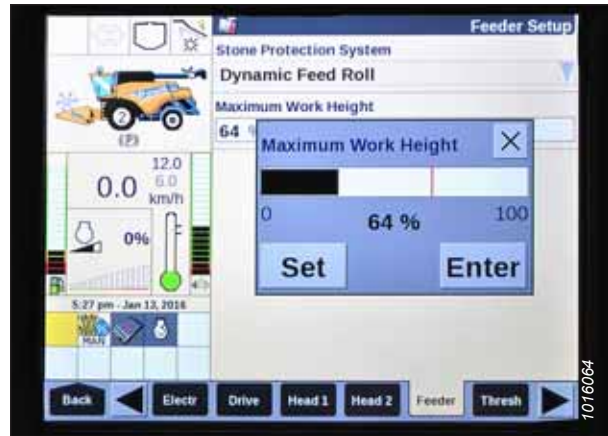 Feeder Setup
Stone Protection System
Dynamic Feed Roll
Maximum Work Height
64 %
Maximum Work Height
0
64 %
100
Set
Enter
2
(P)
12.0
0.0
6.0
km/h
0%
5:27 pm - Jan 13, 2016
MAN
Back
Electr
Drive
Head 1
Head 2
Feeder
Thresh
1016064